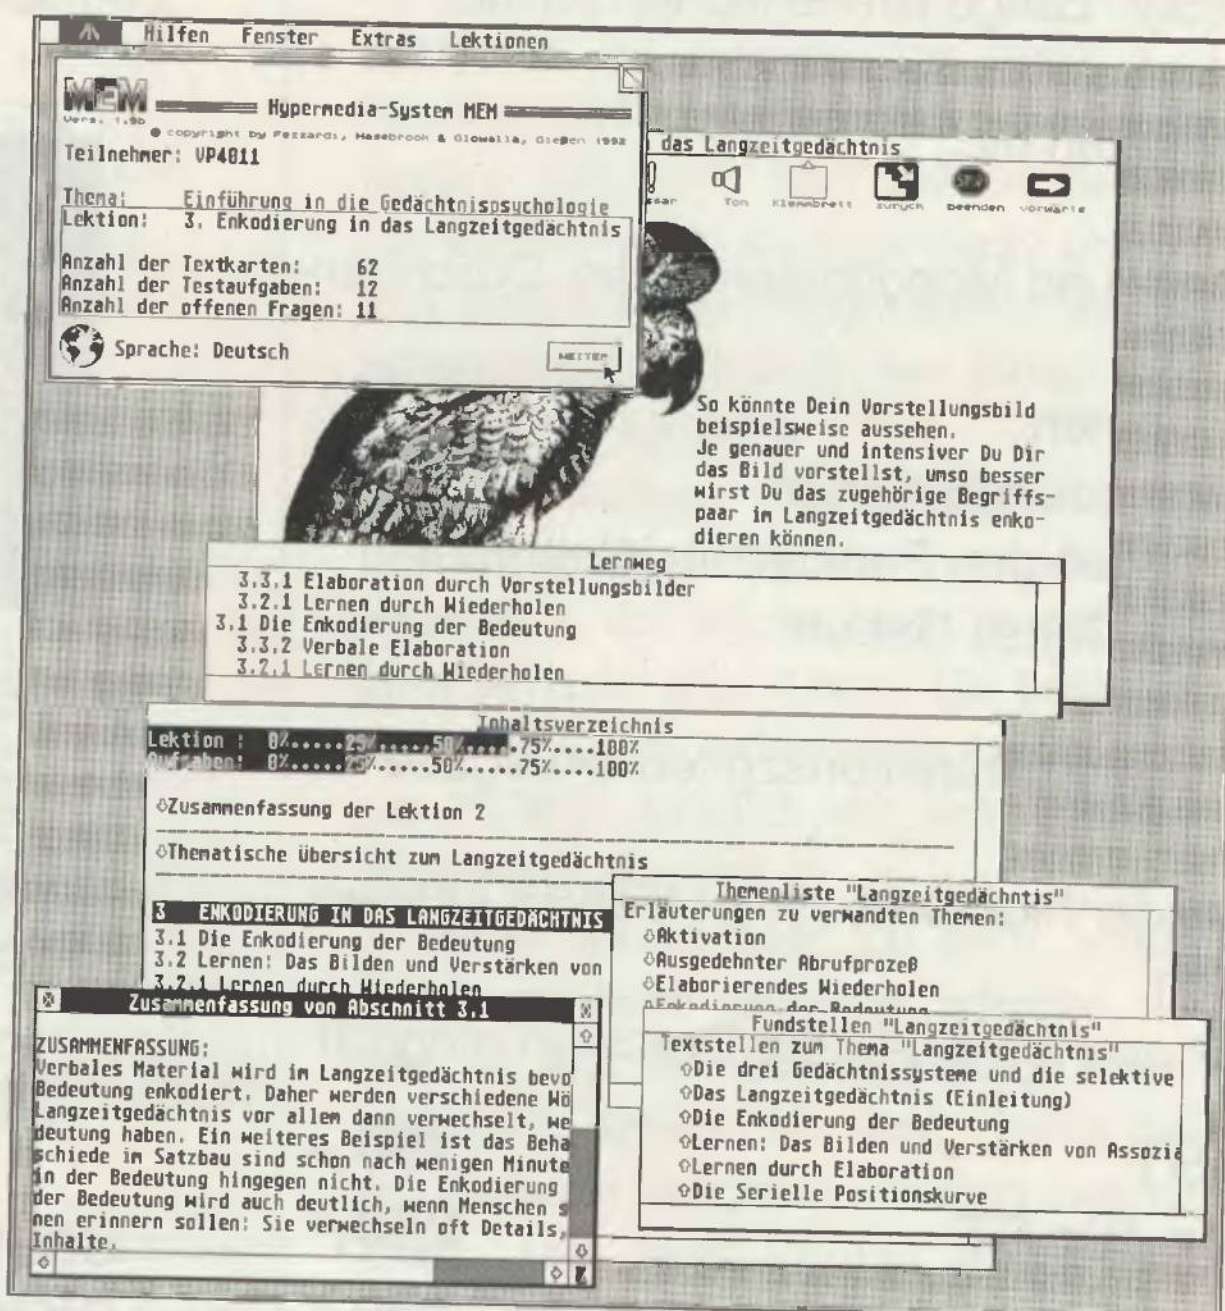 Hilfen Fenster Extras Lektionen
MEM
Vers. 1.9b
Hypermedia-System MEM
© copyright by Pezzardi, Hasebrook & Glowalla, Gießen 1992
Teilnehmer: VP4011
Thema: Einführung in die Gedächtnispsychologie
Lektion: 3. Enkodierung in das Langzeitgedächtnis
Anzahl der Textkarten: 62
Anzahl der Testaufgaben: 12
Anzahl der offenen Fragen: 11
Sprache: Deutsch
WEITER
das Langzeitgedächtnis
Ton Klemmbrett zurück beenden vorwärts
So könnte Dein Vorstellungsbild
beispielsweise aussehen.
Je genauer und intensiver Du Dir
das Bild vorstellst, umso besser
wirst Du das zugehörige Begriffs-
paar im Langzeitgedächtnis enko-
dieren können.
Lernweg
3.3.1 Elaboration durch Vorstellungsbilder
3.2.1 Lernen durch Wiederholen
3.1 Die Enkodierung der Bedeutung
3.3.2 Verbale Elaboration
3.2.1 Lernen durch Wiederholen
Inhaltsverzeichnis
Lektion : 0%.....25%.....50%.....75%....100%
Aufgaben: 0%.....25%.....50%.....75%....100%
⇩Zusammenfassung der Lektion 2
⇩Thematische übersicht zum Langzeitgedächtnis
3 ENKODIERUNG IN DAS LANGZEITGEDÄCHTNIS
3.1 Die Enkodierung der Bedeutung
3.2 Lernen: Das Bilden und Verstärken von
3.2.1 Lernen durch Wiederholen
Themenliste "Langzeitgedächntis"
Erläuterungen zu verwandten Themen:
⇩Aktivation
⇩Ausgedehnter Abrufprozeß
⇩Elaborierendes Wiederholen
⇩Enkodierung der Bedeutung
Fundstellen "Langzeitgedächtnis"
Textstellen zum Thema "Langzeitgedächtnis"
⇧Die drei Gedächtnissysteme und die selektive
⇧Das Langzeitgedächtnis (Einleitung)
⇧Die Enkodierung der Bedeutung
⇧Lernen: Das Bilden und Verstärken von Assozia
⇧Lernen durch Elaboration
⇧Die Serielle Positionskurve
Zusammenfassung von Abschnitt 3.1
ZUSAMMENFASSUNG:
Verbales Material wird im Langzeitgedächtnis bevo
Bedeutung enkodiert. Daher werden verschiedene Wö
Langzeitgedächtnis vor allem dann verwechselt, we
deutung haben. Ein weiteres Beispiel ist das Beha
schiede im Satzbau sind schon nach wenigen Minute
in der Bedeutung hingegen nicht. Die Enkodierung
der Bedeutung wird auch deutlich, wenn Menschen s
nen erinnern sollen: Sie verwechseln oft Details,
Inhalte.